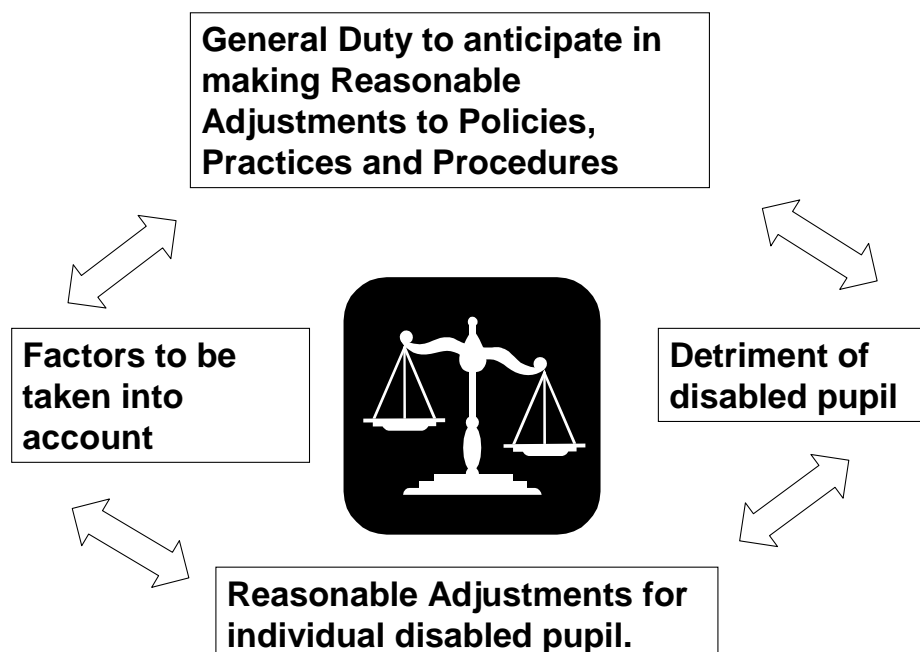 General Duty to anticipate in
making Reasonable
Adjustments to Policies,
Practices and Procedures
Factors to be
taken into
account
Detriment of
disabled pupil
Reasonable Adjustments for
individual disabled pupil.